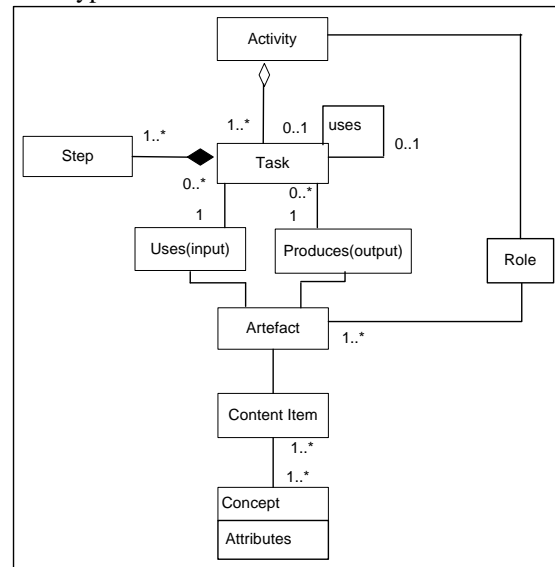 Activity
1..*
0..1
uses
0..1
1..*
Step
Task
0..*
0..*
1
1
Uses(input)
Produces(output)
Role
Artefact
1..*
Content Item
1..*
1..*
Concept
Attributes